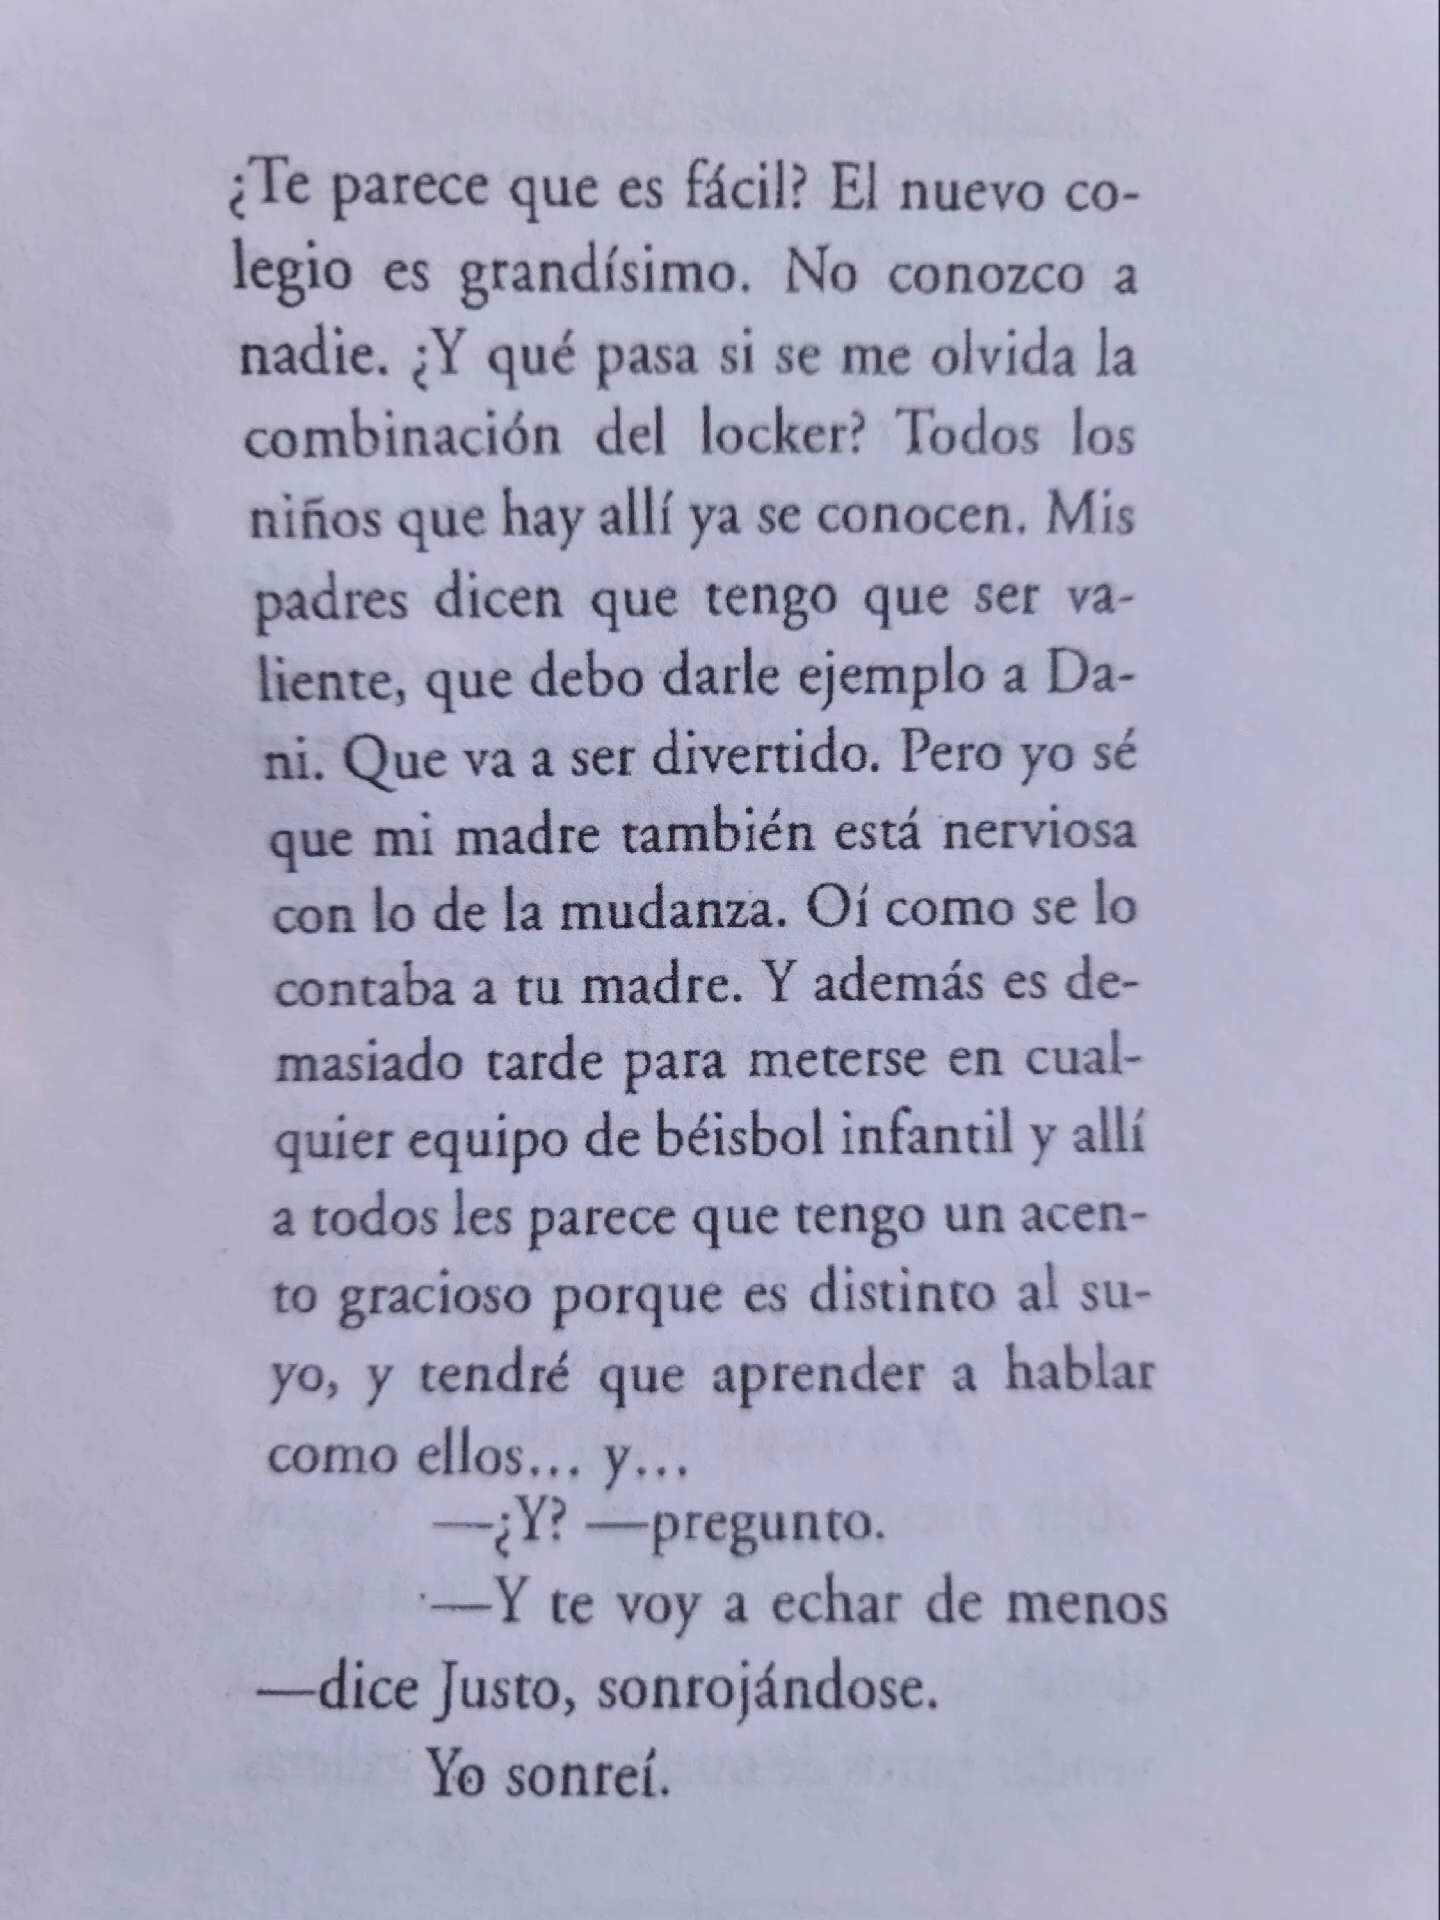 ¿Te parece que es fácil? El nuevo co-
legio es grandísimo. No conozco a
nadie. ¿Y qué pasa si se me olvida la
combinación del locker? Todos los
niños que hay allí ya se conocen. Mis
padres dicen que tengo que ser va-
liente, que debo darle ejemplo a Da-
ni. Que va a ser divertido. Pero yo sé
que mi madre también está nerviosa
con lo de la mudanza. Oí como se lo
contaba a tu madre. Y además es de-
masiado tarde para meterse en cual-
quier equipo de béisbol infantil y allí
a todos les parece que tengo un acen-
to gracioso porque es distinto al su-
yo, y tendré que aprender a hablar
como ellos... y...
—¿Y? —pregunto.
—Y te voy a echar de menos
—dice Justo, sonrojándose.
Yo sonreí.